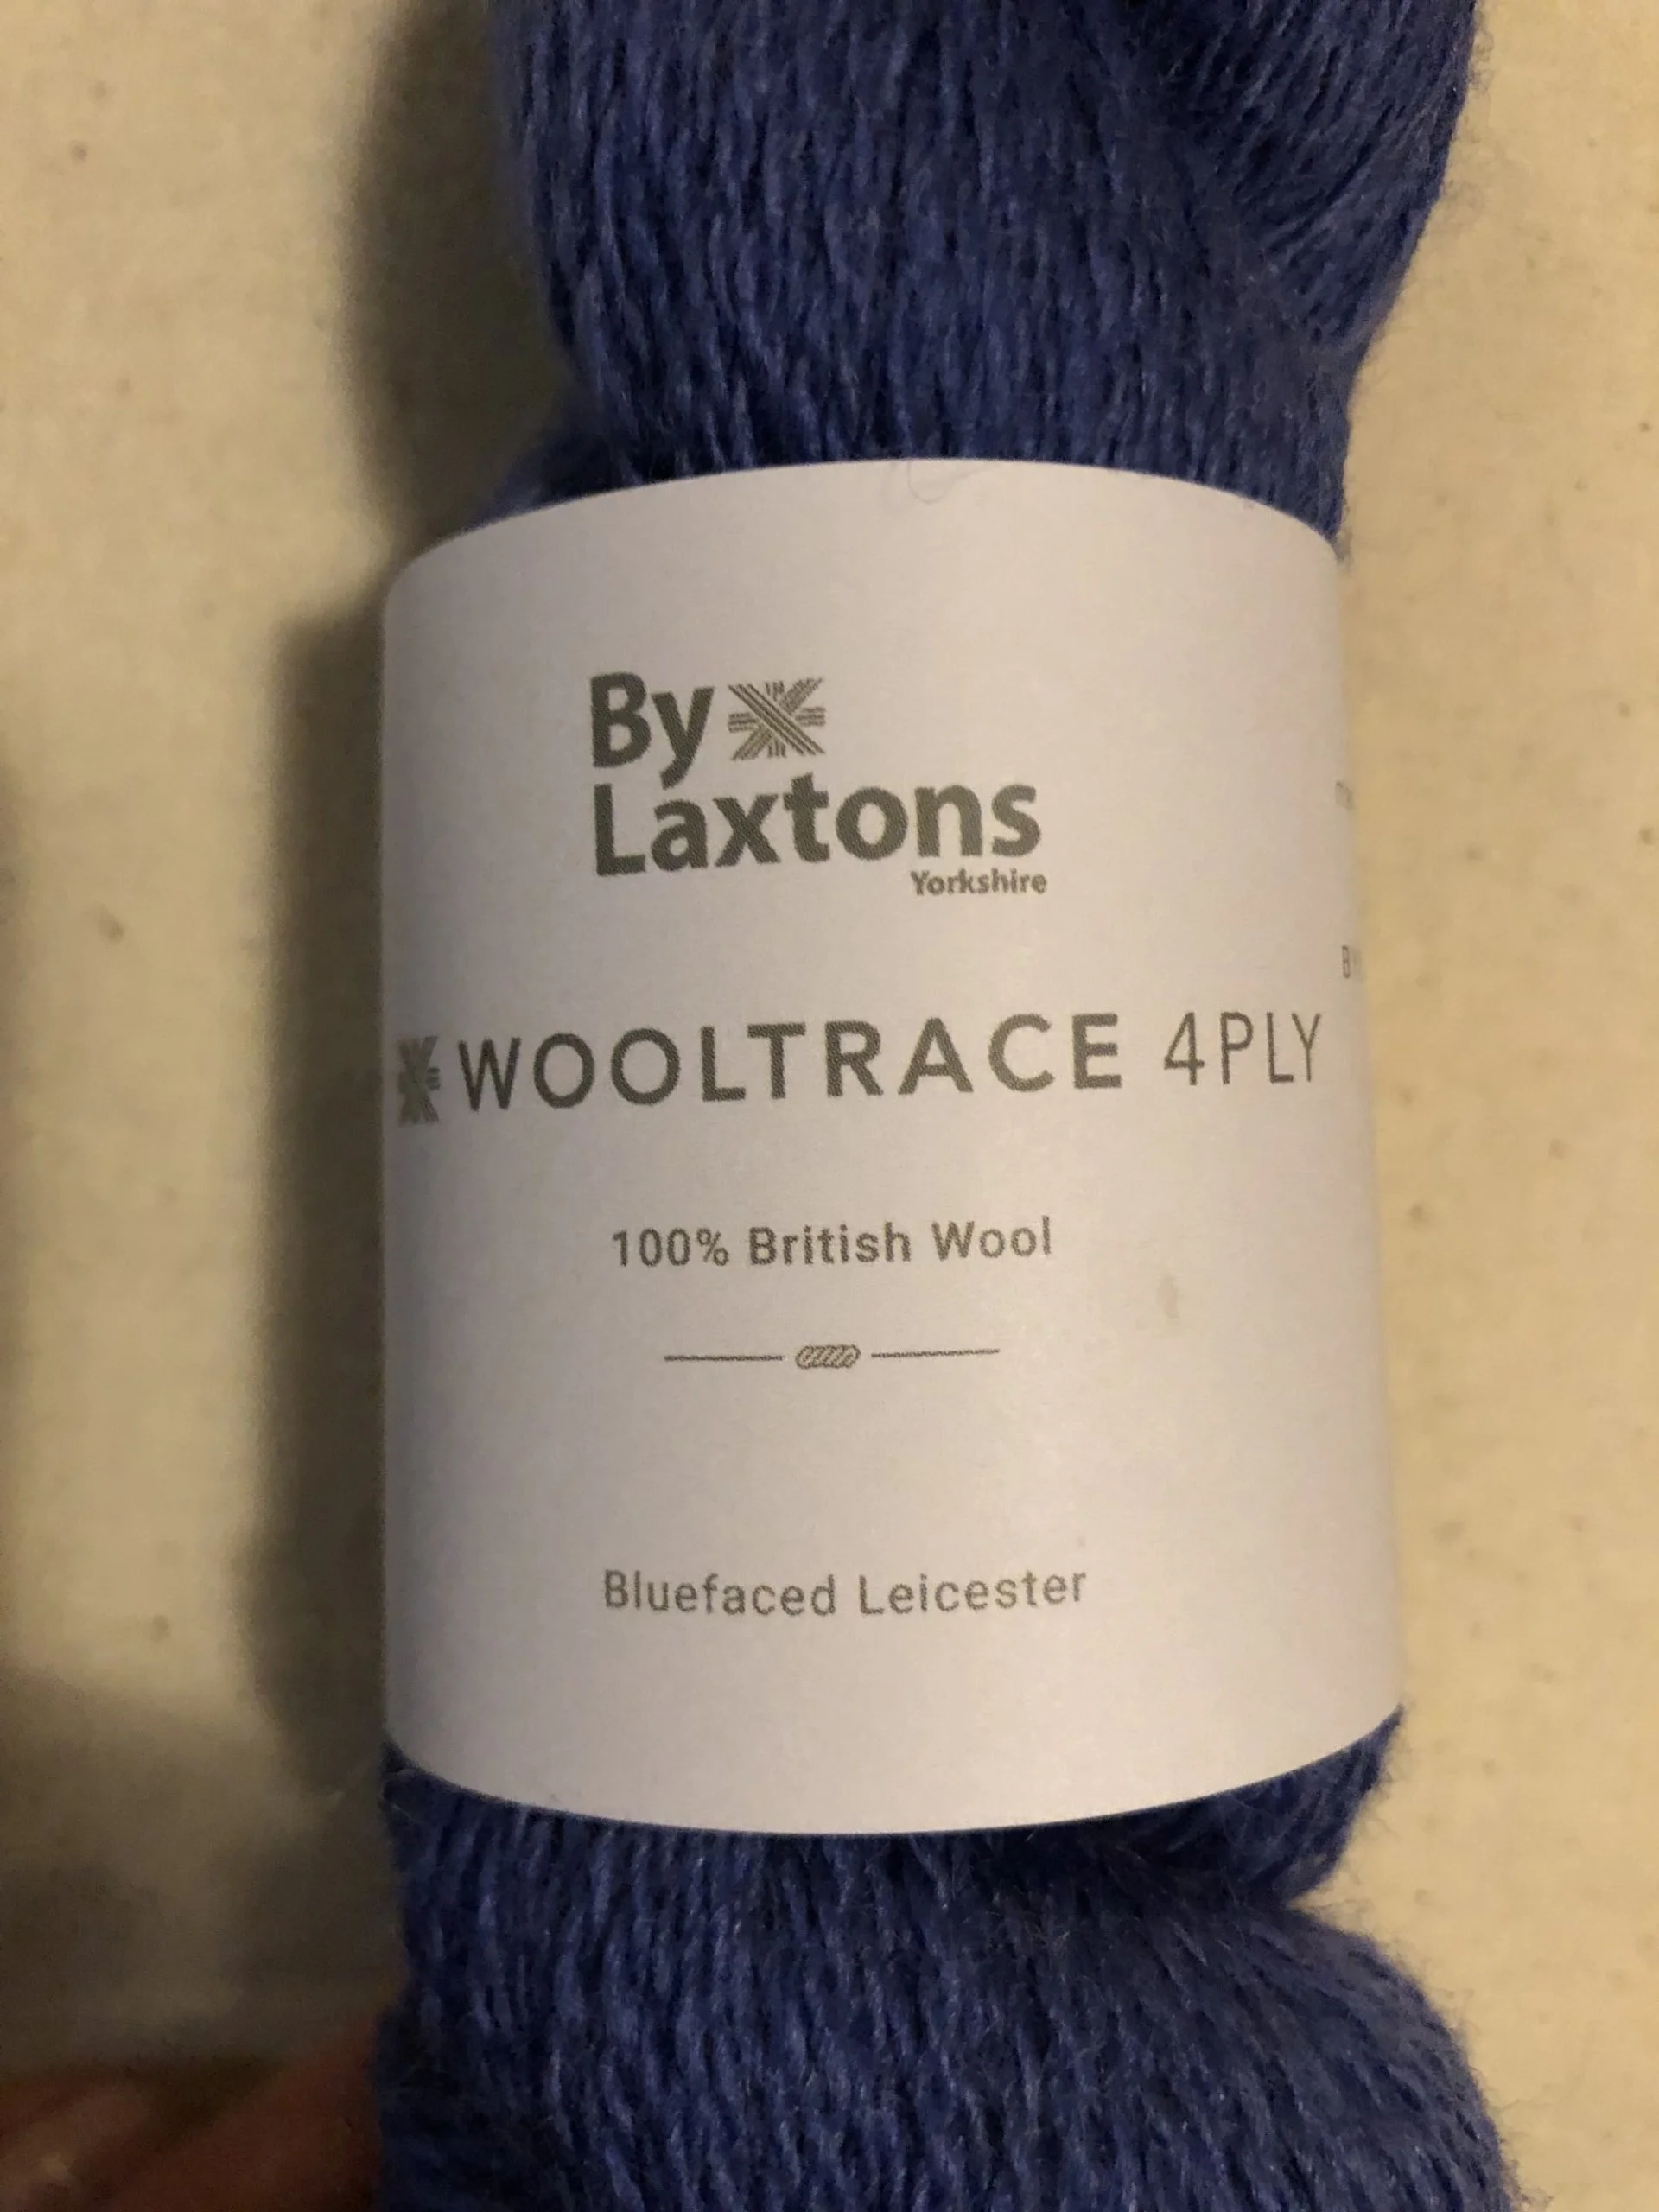 By
Laxtons
Yorkshire
WOOLTRACE 4PLY
100% British Wool
Bluefaced Leicester